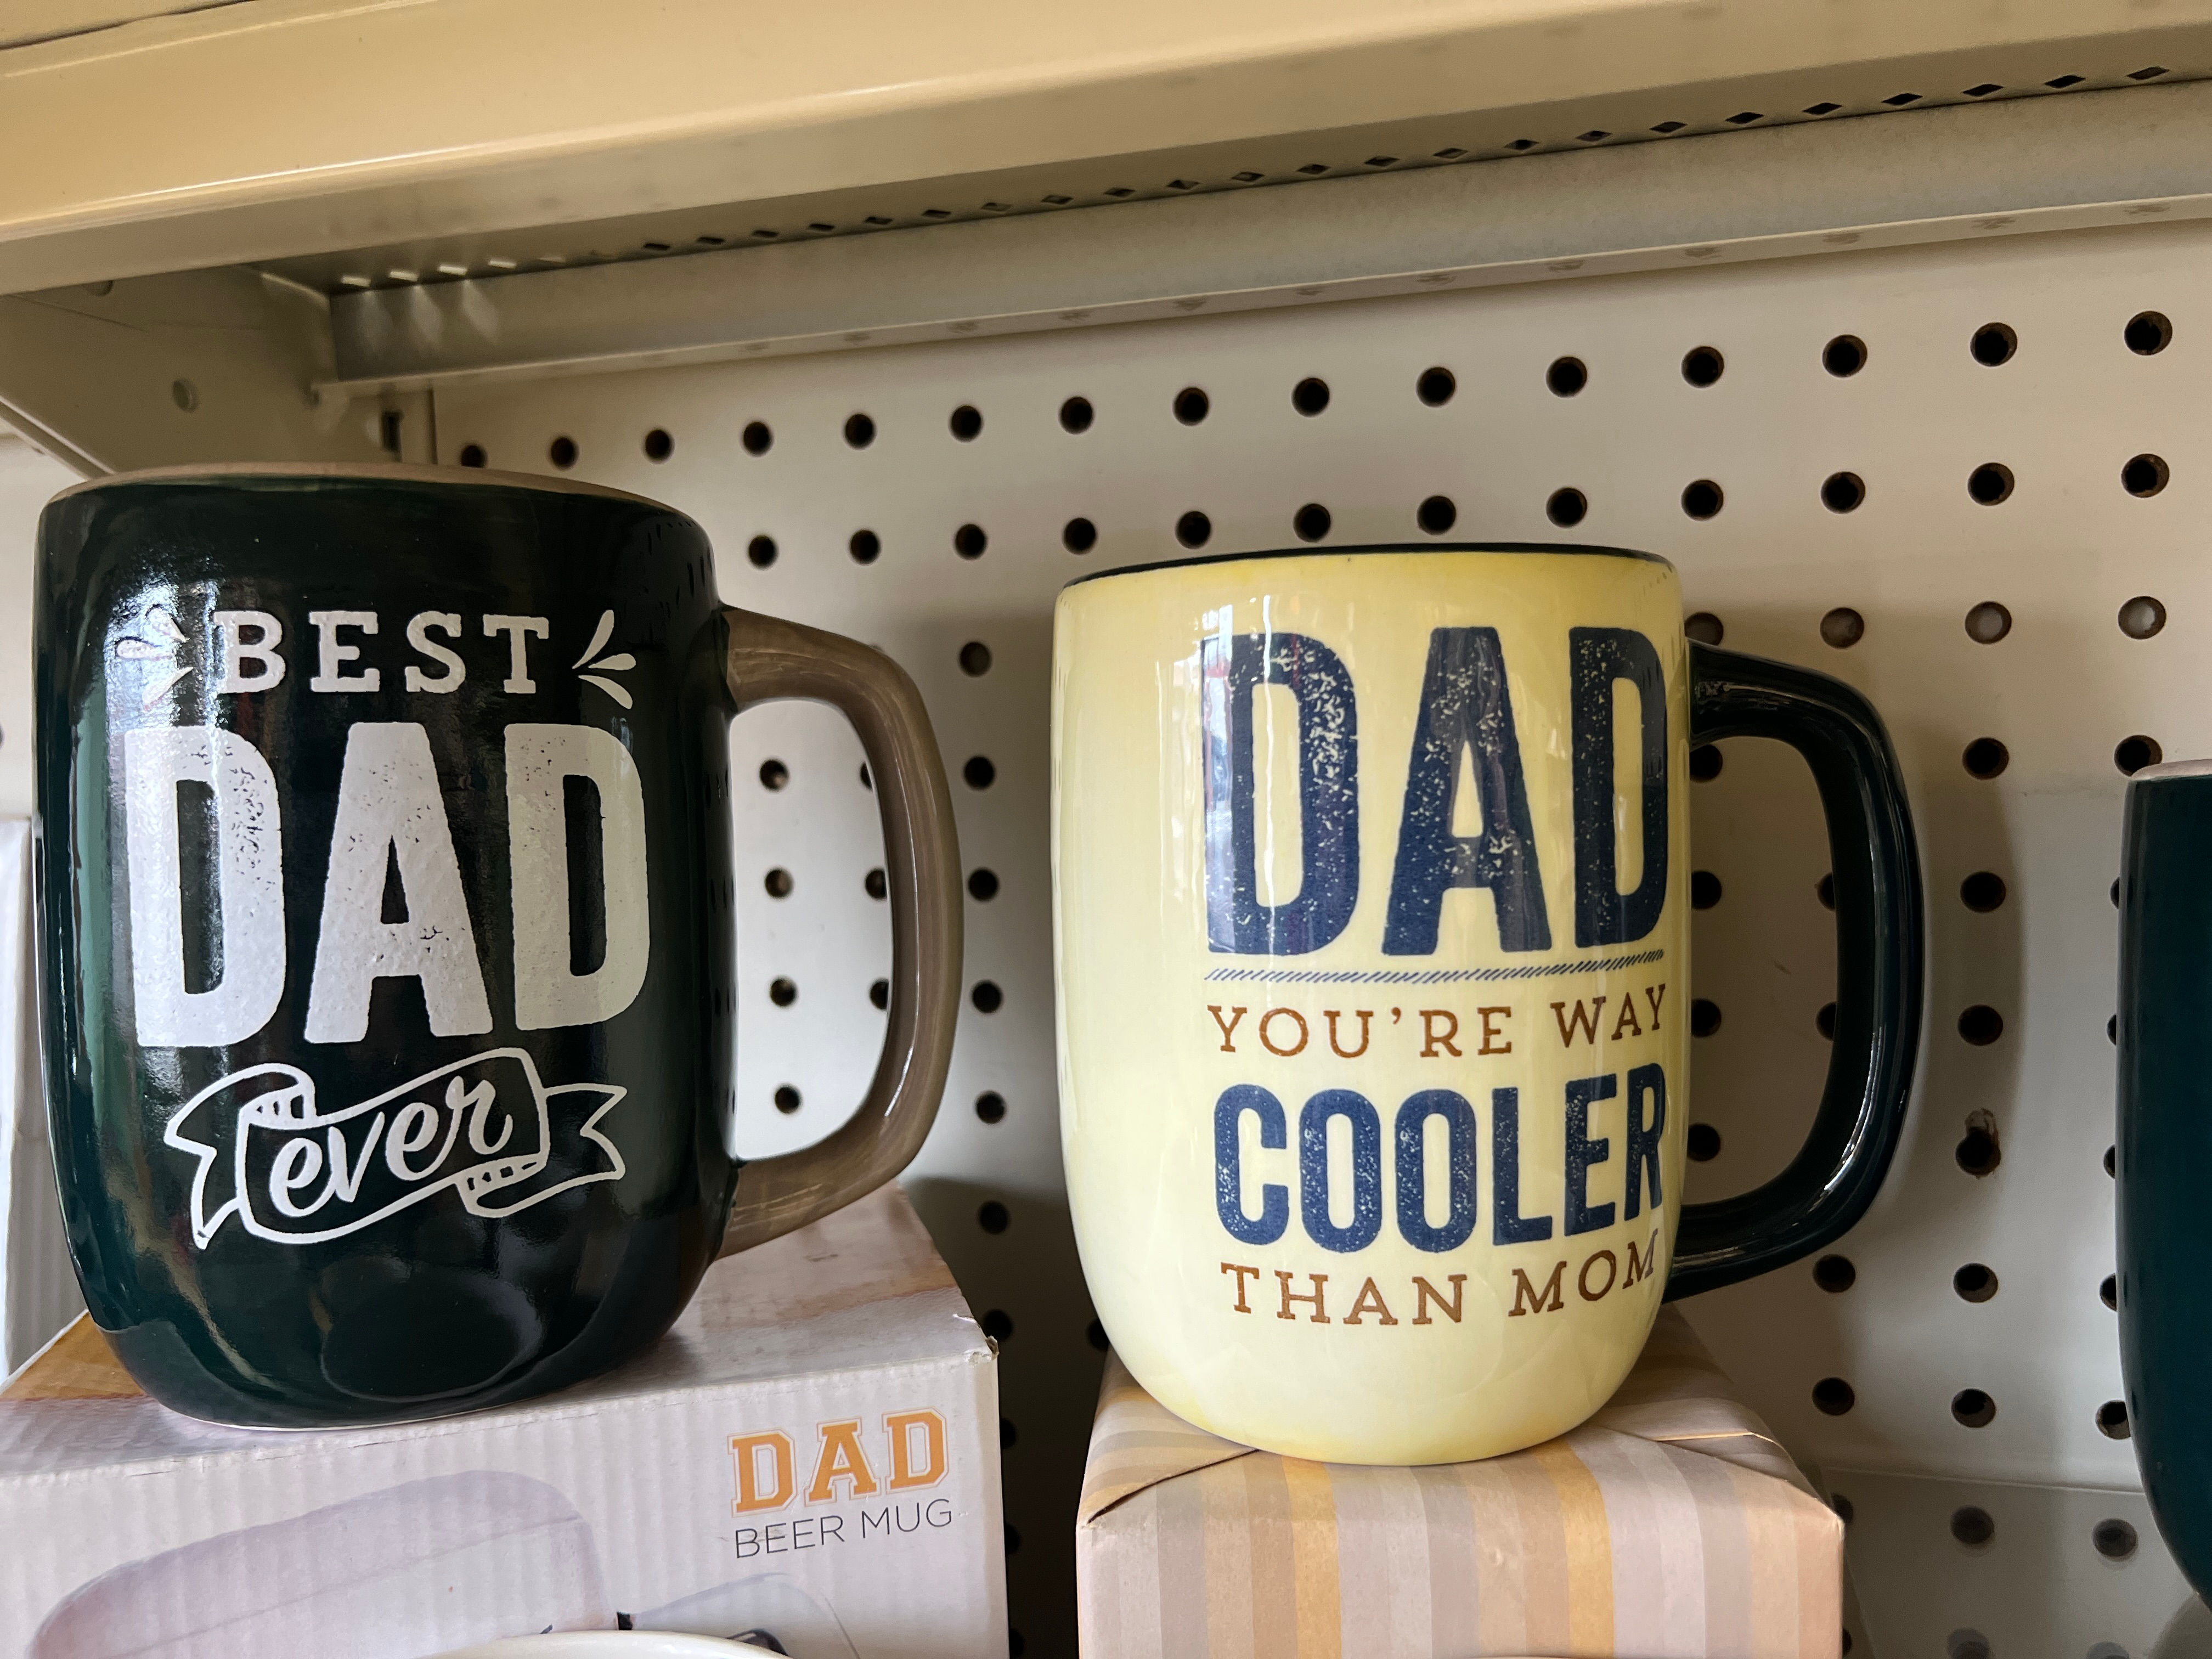 BEST
DAD
ever
DAD
BEER MUG
DAD
YOU'RE WAY
COOLER
THAN MOM